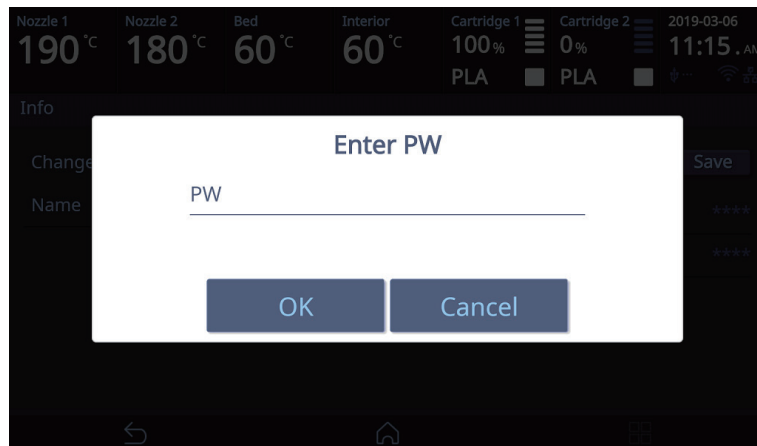 Nozzle 1 Nozzle 2 Bed Interior Cartridge 1 Cartridge 2 2019-03-06
190 °C 180 °C 60 °C 60 °C 100 % 0 % 11:15 . AM
PLA PLA
Info
Enter PW
Change Save
PW
Name ****
****
OK Cancel